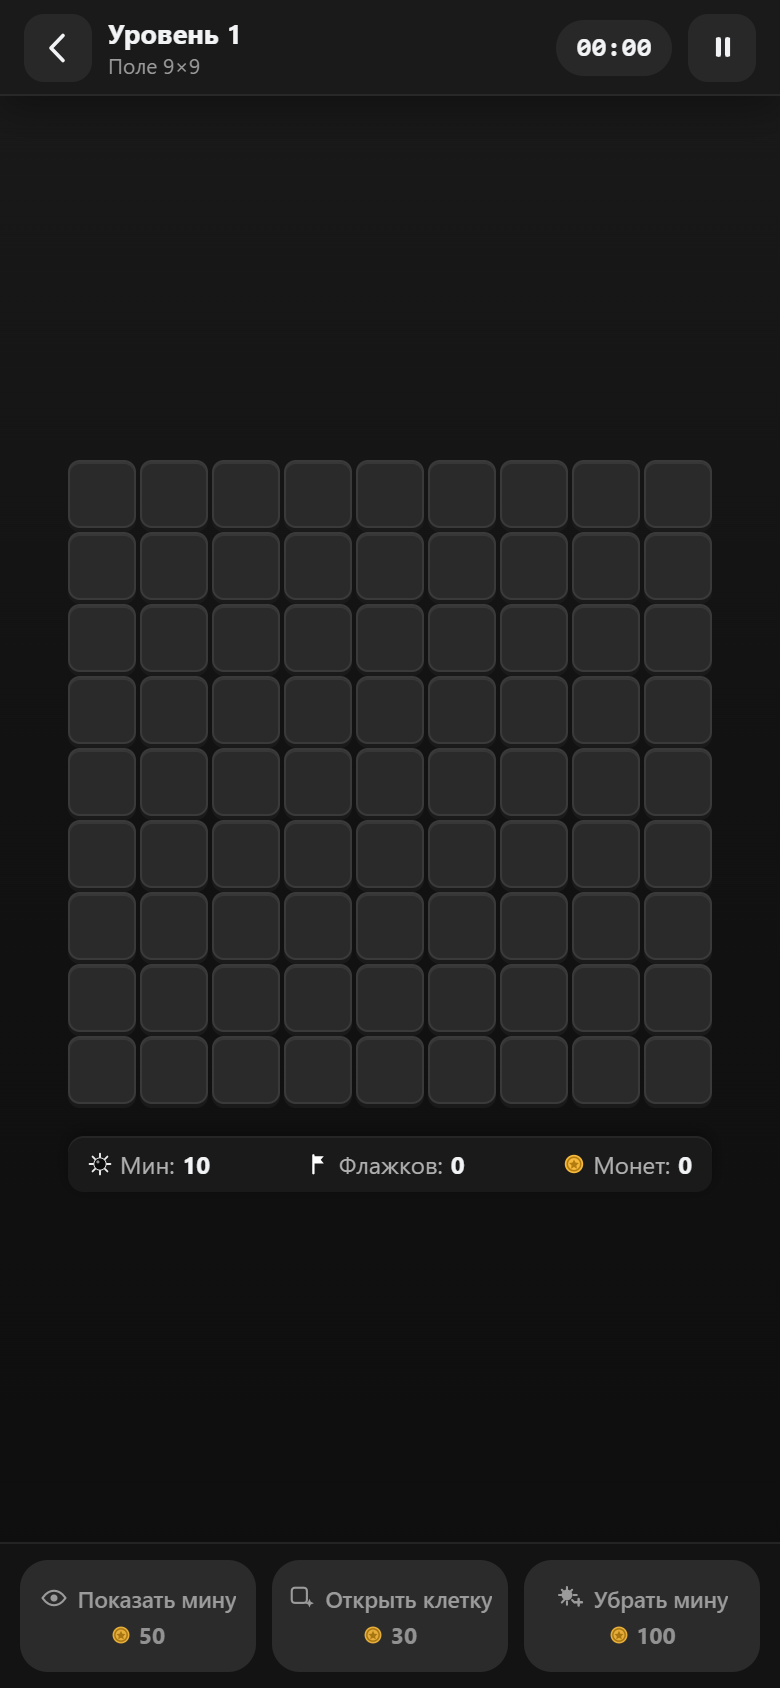 Уровень 1
Поле 9×9
00:00
Мин: 10
Флажков: 0
Монет: 0
Показать мину
50
Открыть клетку
30
Убрать мину
100